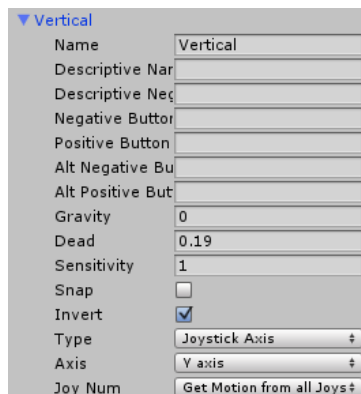 Vertical
Name Vertical
Descriptive Nar
Descriptive Neg
Negative Button
Positive Button
Alt Negative Bu
Alt Positive But
Gravity 0
Dead 0.19
Sensitivity 1
Snap
Invert
Type Joystick Axis
Axis Y axis
Joy Num Get Motion from all Joys